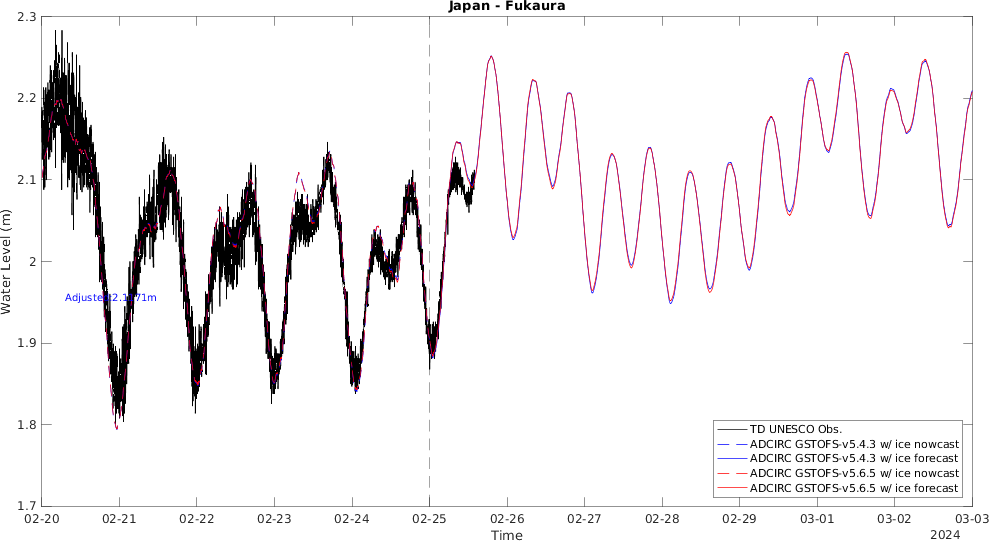 Japan - Fukaura
2.3
2.2
2.1
2
1.9
1.8
1.7
Water Level (m)
TD UNESCO Obs.
ADCIRC GSTOFS-v5.4.3 w/ ice nowcast
ADCIRC GSTOFS-v5.4.3 w/ ice forecast
ADCIRC GSTOFS-v5.6.5 w/ ice nowcast
ADCIRC GSTOFS-v5.6.5 w/ ice forecast
02-20 02-21 02-22 02-23 02-24 02-25 02-26 02-27 02-28 02-29 03-01 03-02 03-03
Time
2024